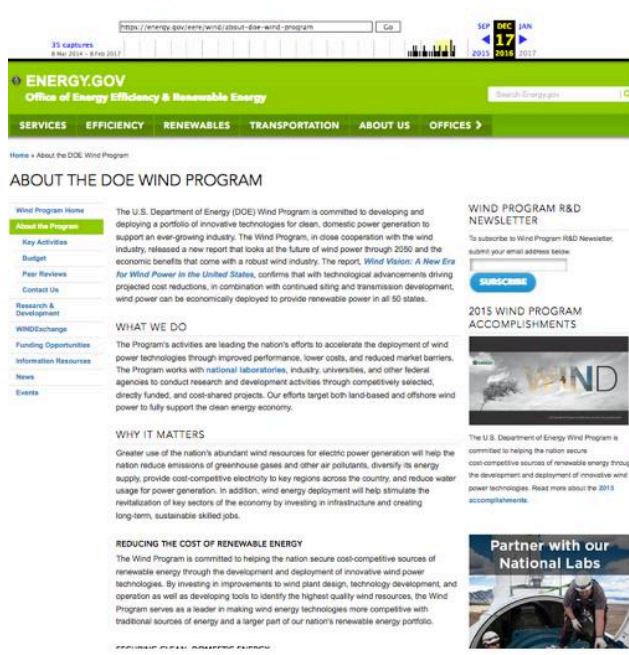 https://energy.gov/eere/wind/about-doe-wind-program
Go
SEP DEC JAN
35 captures
17
8 Mar 2014 - 8 Feb 2017
2015 2016 2017
ENERGY.GOV
Office of Energy Efficiency & Renewable Energy
Search Energy.gov
SERVICES EFFICIENCY RENEWABLES TRANSPORTATION ABOUT US OFFICES
Home » About the DOE Wind Program
ABOUT THE DOE WIND PROGRAM
Wind Program Home
About the Program
Key Activities
Budget
Peer Reviews
Contact Us
Research &
Development
WINDExchange
Funding Opportunities
Information Resources
News
Events
The U.S. Department of Energy (DOE) Wind Program is committed to developing and
deploying a portfolio of innovative technologies for clean, domestic power generation to
support an ever-growing industry. The Wind Program, in close cooperation with the wind
industry, released a new report that looks at the future of wind power through 2050 and the
economic benefits that come with a robust wind industry. The report, Wind Vision: A New Era
for Wind Power in the United States, confirms that with technological advancements driving
projected cost reductions, in combination with continued siting and transmission development,
wind power can be economically deployed to provide renewable power in all 50 states.
WHAT WE DO
The Program's activities are leading the nation's efforts to accelerate the deployment of wind
power technologies through improved performance, lower costs, and reduced market barriers.
The Program works with national laboratories, industry, universities, and other federal
agencies to conduct research and development activities through competitively selected,
directly funded, and cost-shared projects. Our efforts target both land-based and offshore wind
power to fully support the clean energy economy.
WHY IT MATTERS
Greater use of the nation's abundant wind resources for electric power generation will help the
nation reduce emissions of greenhouse gases and other air pollutants, diversify its energy
supply, provide cost-competitive electricity to key regions across the country, and reduce water
usage for power generation. In addition, wind energy deployment will help stimulate the
revitalization of key sectors of the economy by investing in infrastructure and creating
long-term, sustainable skilled jobs.
REDUCING THE COST OF RENEWABLE ENERGY
The Wind Program is committed to helping the nation secure cost-competitive sources of
renewable energy through the development and deployment of innovative wind power
technologies. By investing in improvements to wind plant design, technology development, and
operation as well as developing tools to identify the highest quality wind resources, the Wind
Program serves as a leader in making wind energy technologies more competitive with
traditional sources of energy and a larger part of our nation's renewable energy portfolio.
SECURING CLEAN, DOMESTIC ENERGY
WIND PROGRAM R&D
NEWSLETTER
To subscribe to Wind Program R&D Newsletter,
submit your email address below.
SUBSCRIBE
2015 WIND PROGRAM
ACCOMPLISHMENTS
WIND
The U.S. Department of Energy Wind Program is
committed to helping the nation secure
cost-competitive sources of renewable energy throug
the development and deployment of innovative wind
power technologies. Read more about the 2015
accomplishments.
Partner with our
National Labs